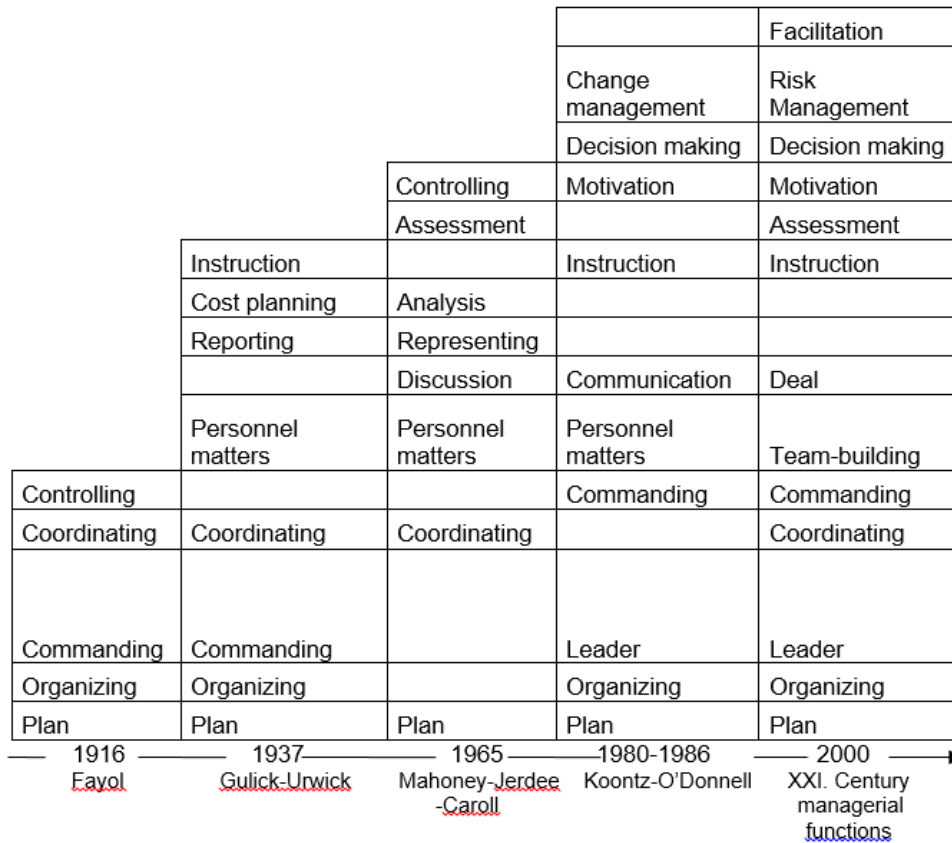 Facilitation
Change Risk
management Management
Decision making Decision making
Controlling Motivation Motivation
Assessment Assessment
Instruction Instruction Instruction
Cost planning Analysis
Reporting Representing
Discussion Communication Deal
Personnel Personnel Personnel
matters matters matters Team-building
Controlling Commanding Commanding
Coordinating Coordinating Coordinating Coordinating
Commanding Commanding Leader Leader
Organizing Organizing Organizing Organizing
Plan Plan Plan Plan Plan
1916 1937 1965 1980-1986 2000
Fayol Gulick-Urwick Mahoney-Jerdee Koontz-O'Donnell XXI. Century
-Caroll managerial
functions